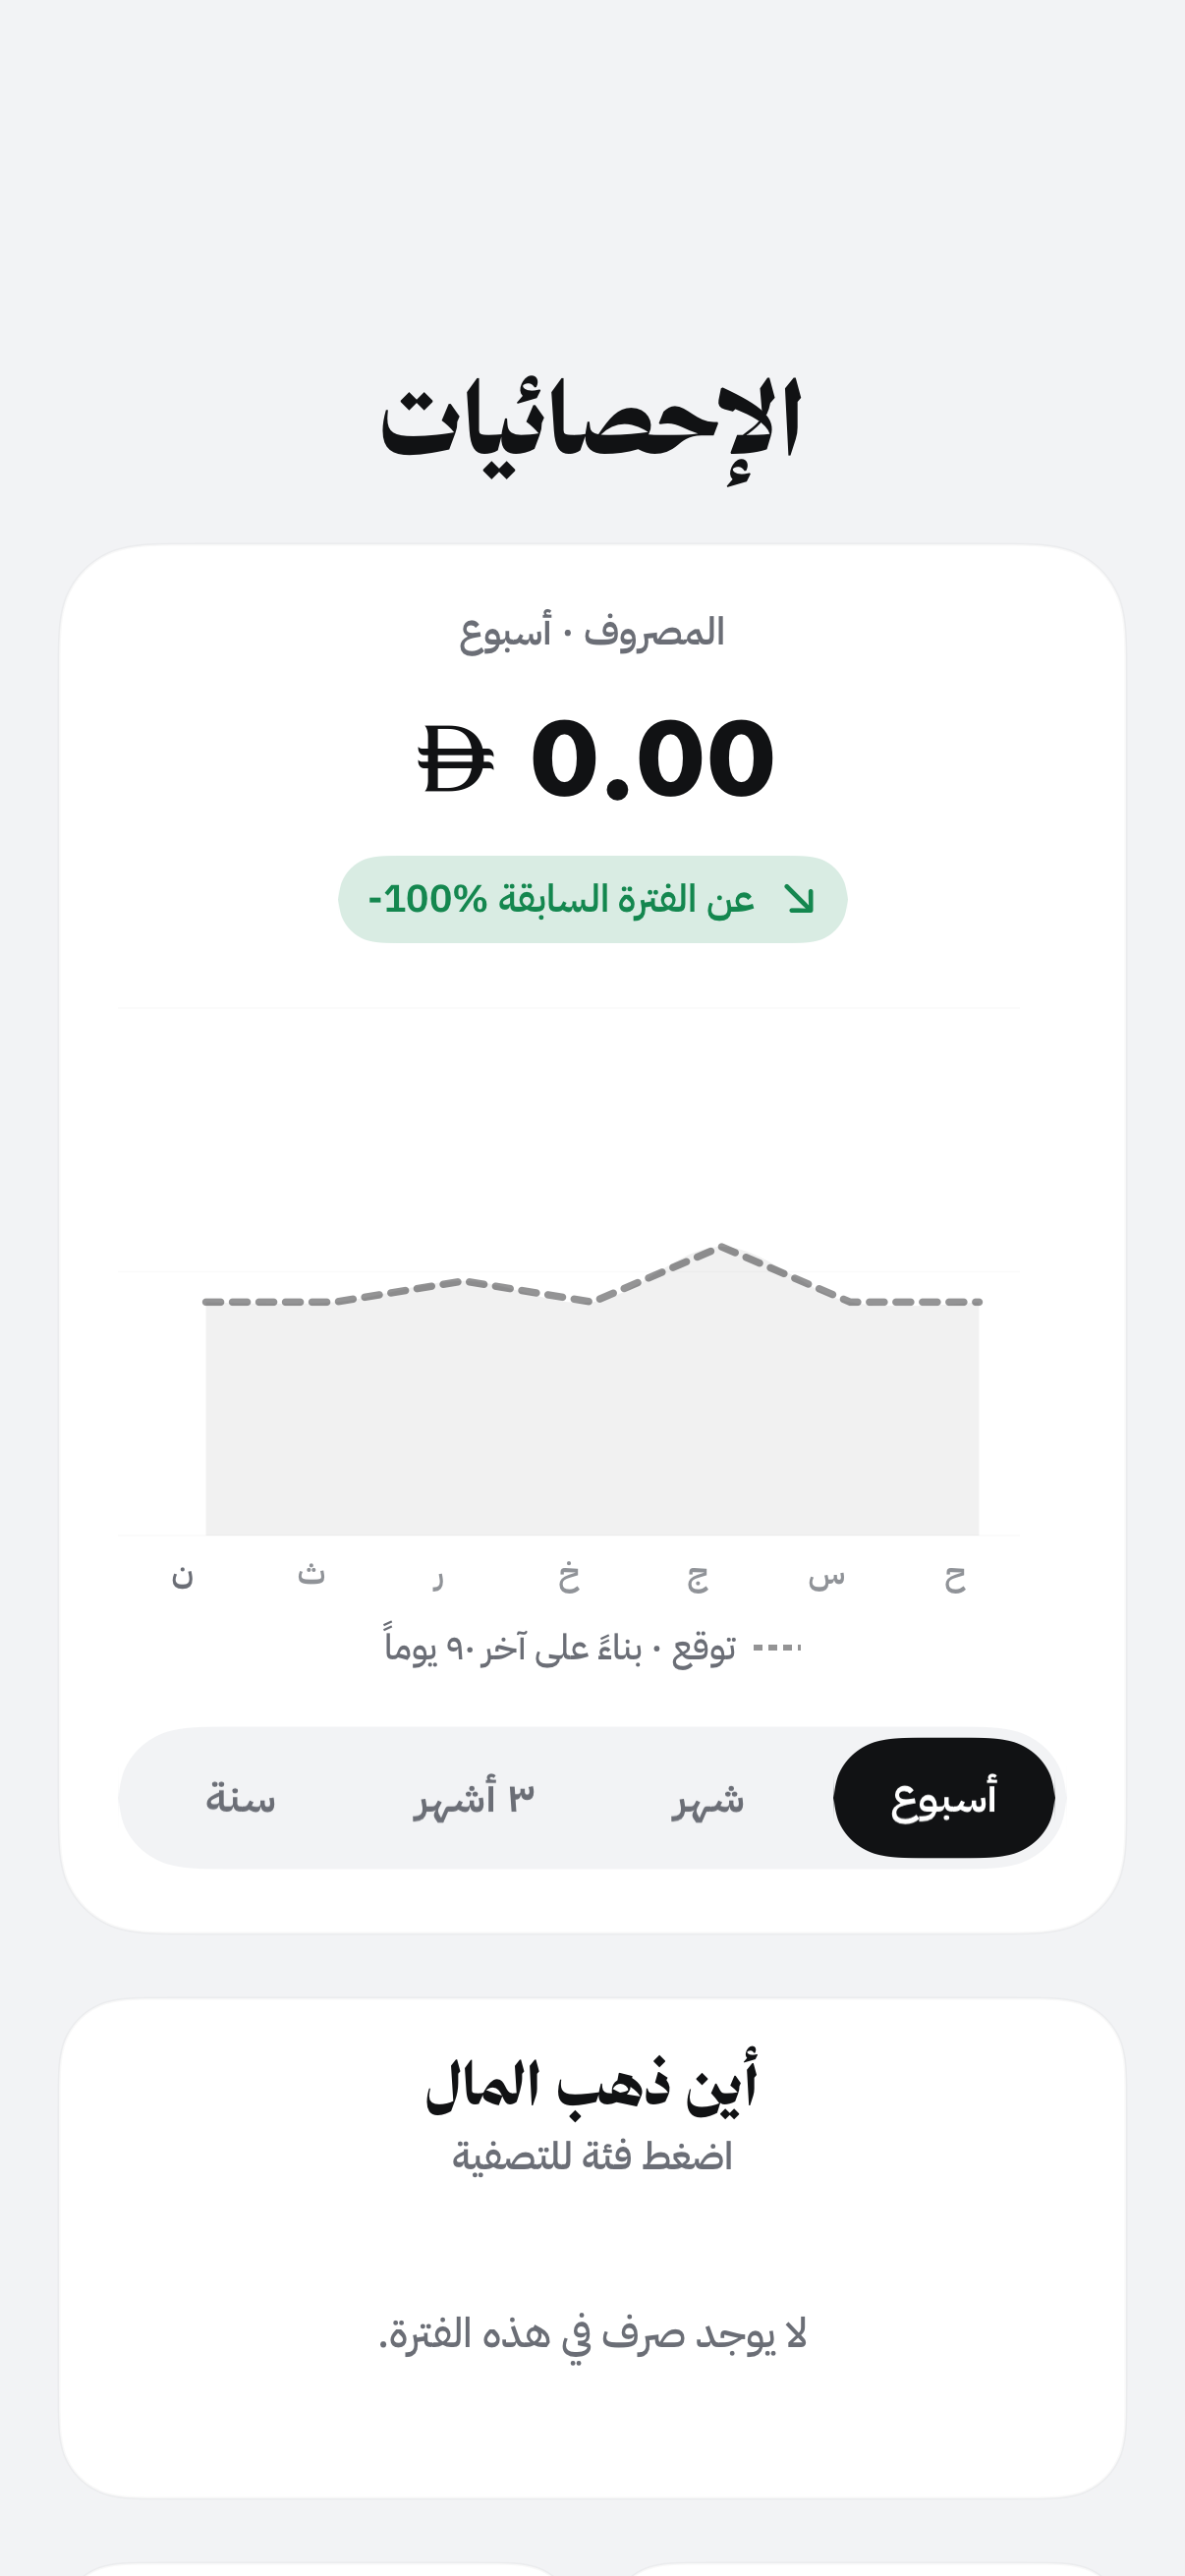 الإحصائيات
المصروف · أسبوع
0.00
عن الفترة السابقة 100%-
ح س ج خ ر ث ن
توقع · بناءً على آخر ٩٠ يوماً
أسبوع شهر ٣ أشهر سنة
أين ذهب المال
اضغط فئة للتصفية
لا يوجد صرف في هذه الفترة.